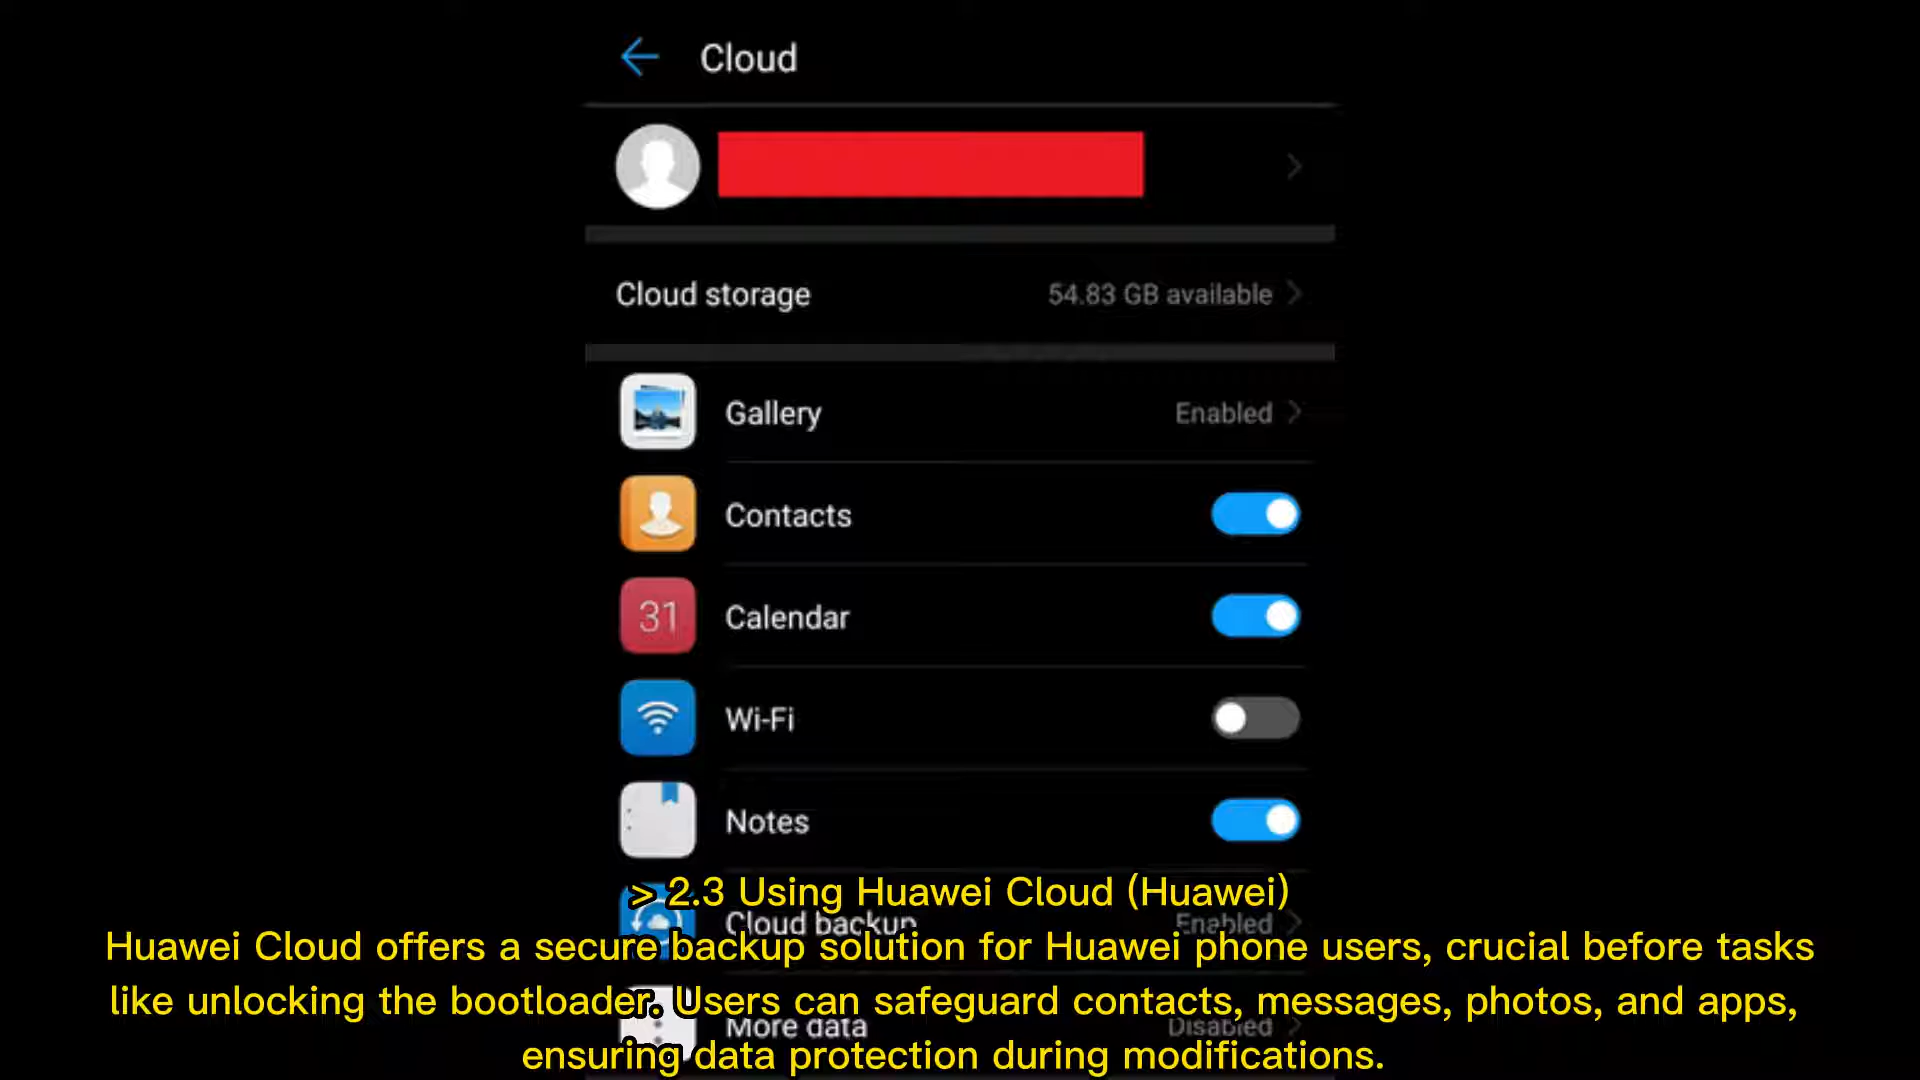 Cloud
Cloud storage 54.83 GB available
Gallery Enabled
Contacts
31 Calendar
Wi-Fi
Notes
> 2.3 Using Huawei Cloud (Huawei)
Cloud backup Enabled
Huawei Cloud offers a secure backup solution for Huawei phone users, crucial before tasks
like unlocking the bootloader. Users can safeguard contacts, messages, photos, and apps,
More data Disabled
ensuring data protection during modifications.